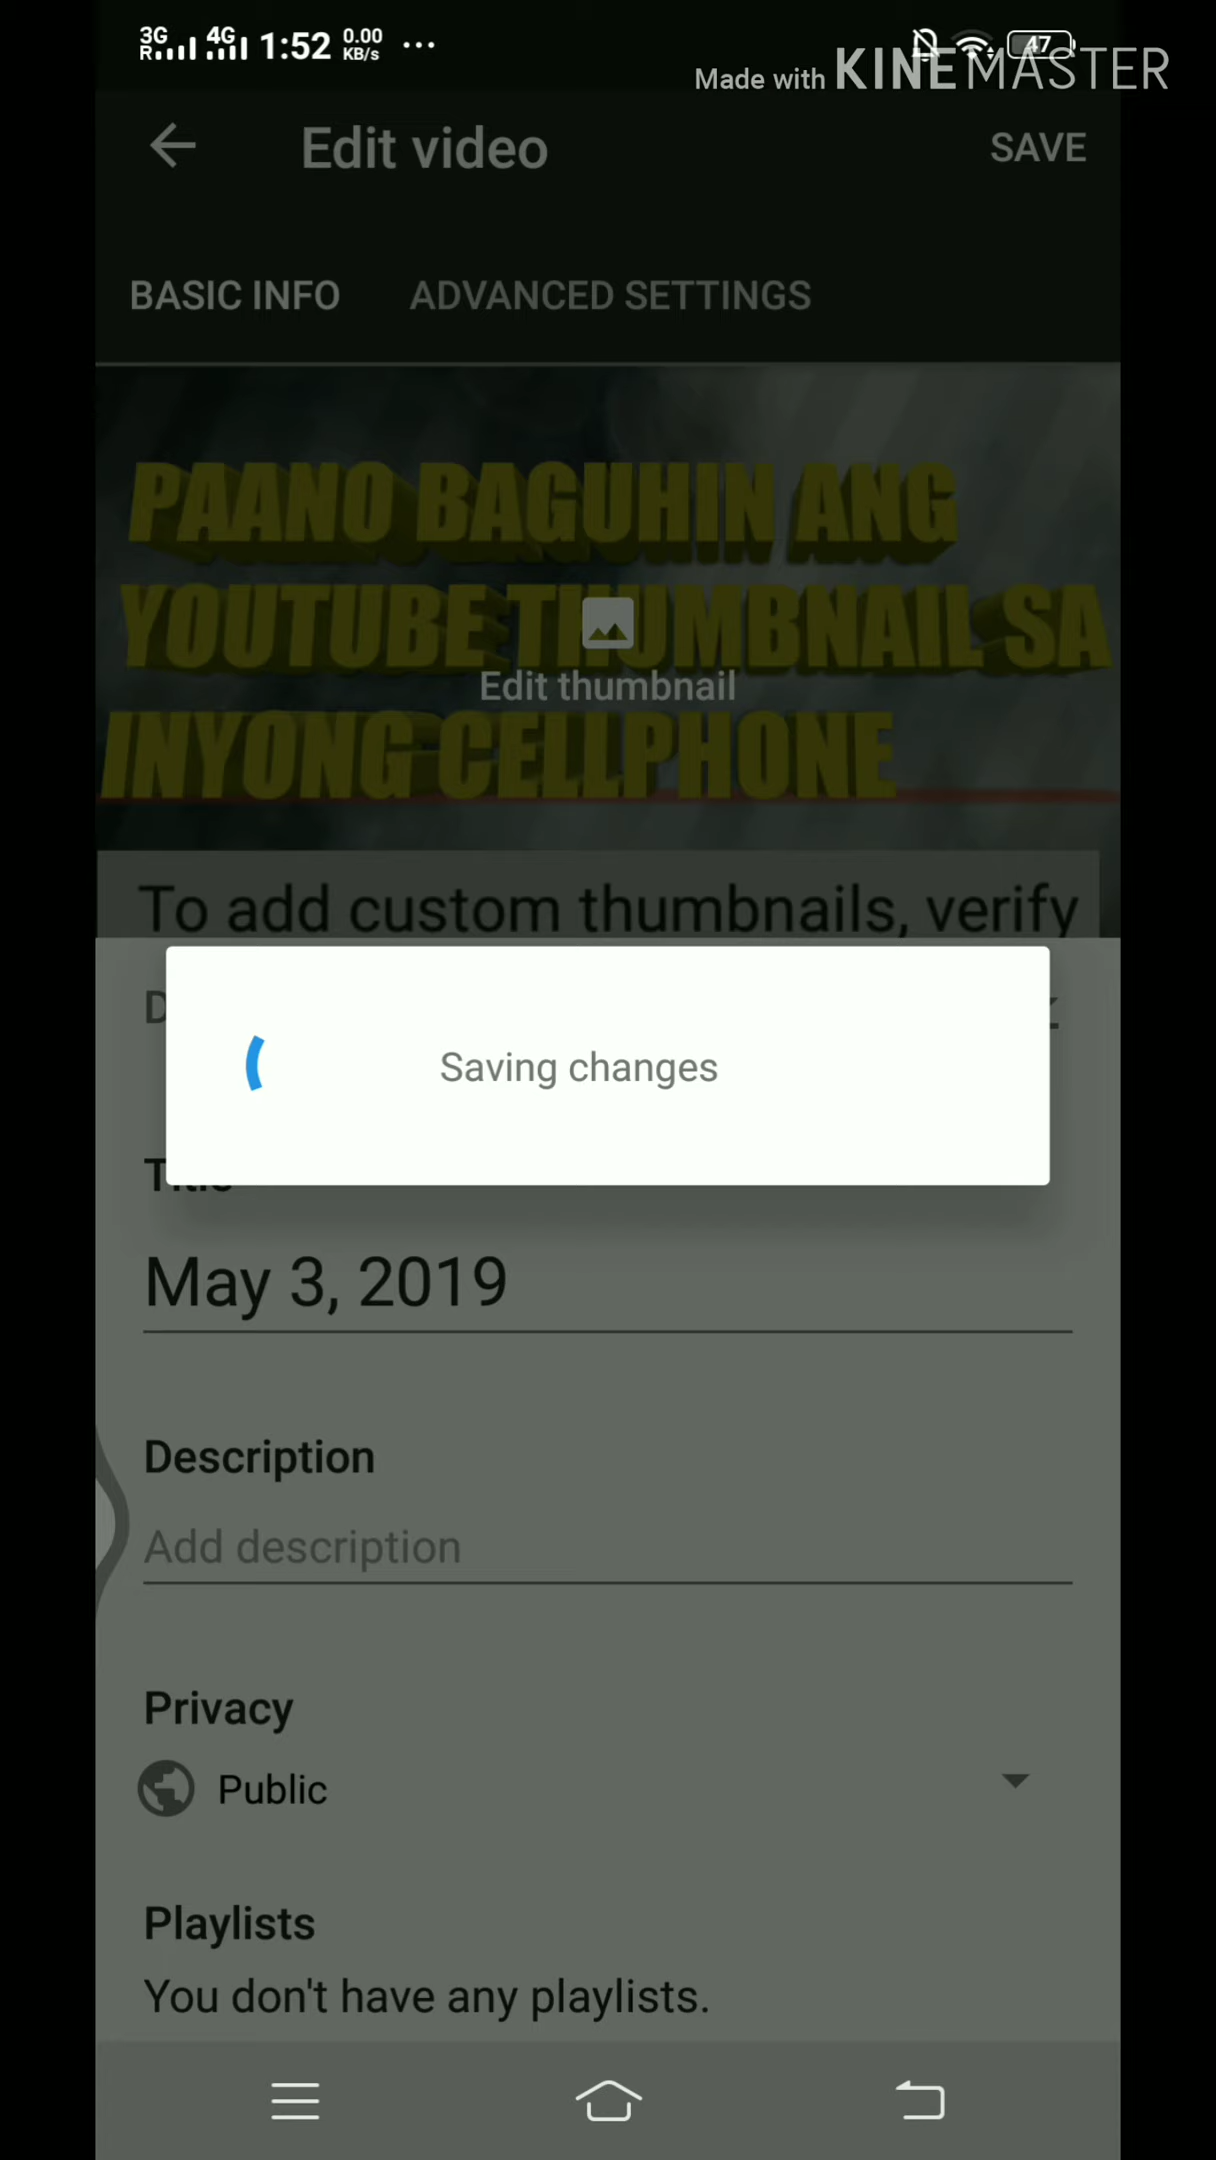 3G R 4G 1:52 0.00 KB/s ... 47
Made with KINEMASTER
Edit video SAVE
BASIC INFO ADVANCED SETTINGS
PAANO BAGUHIN ANG
YOUTUBE THUMBNAIL SA
Edit thumbnail
INYONG CELLPHONE
To add custom thumbnails, verify
Saving changes
Title
May 3, 2019
Description
Add description
Privacy
Public
Playlists
You don't have any playlists.